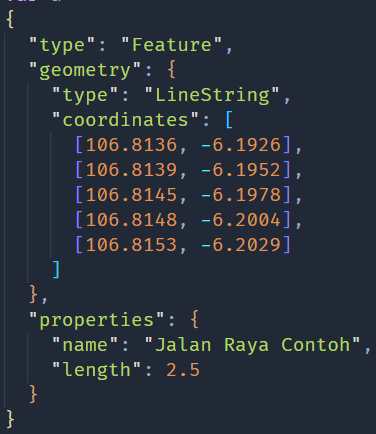 {
"type": "Feature",
"geometry": {
"type": "LineString",
"coordinates": [
[106.8136, -6.1926],
[106.8139, -6.1952],
[106.8145, -6.1978],
[106.8148, -6.2004],
[106.8153, -6.2029]
]
},
"properties": {
"name": "Jalan Raya Contoh",
"length": 2.5
}
}